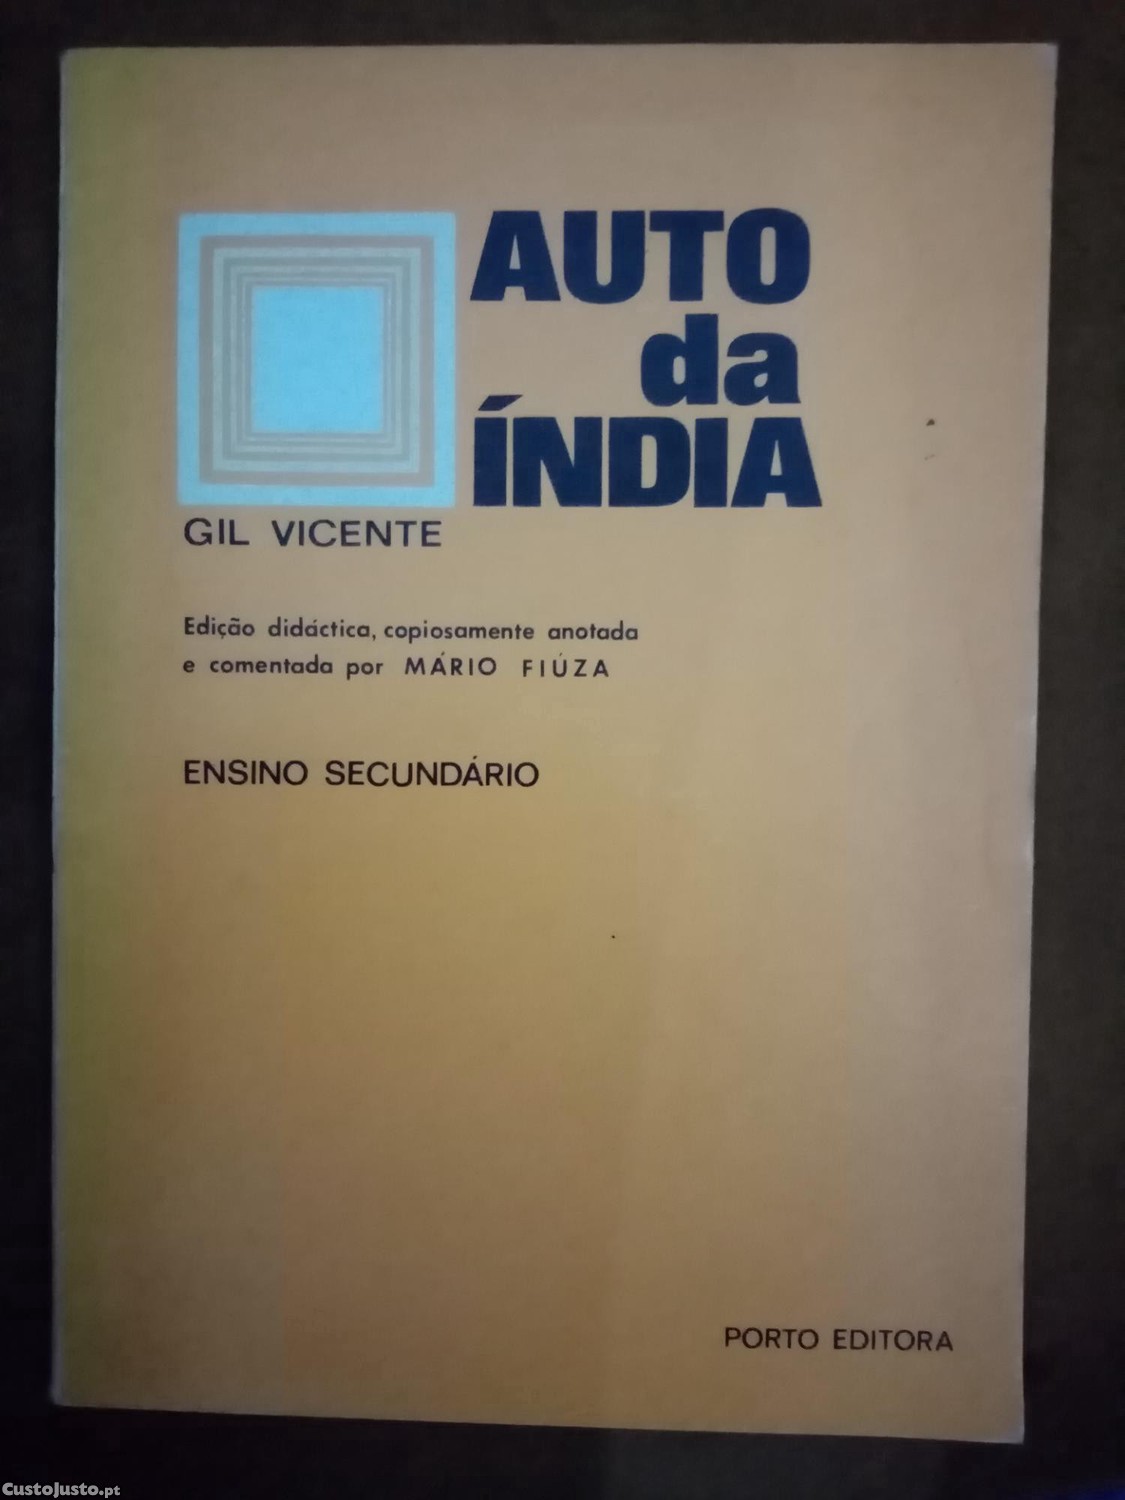 AUTO
da
ÍNDIA
GIL VICENTE
Edição didáctica, copiosamente anotada
e comentada por MÁRIO FIÚZA
ENSINO SECUNDÁRIO
PORTO EDITORA
CustoJusto.pt